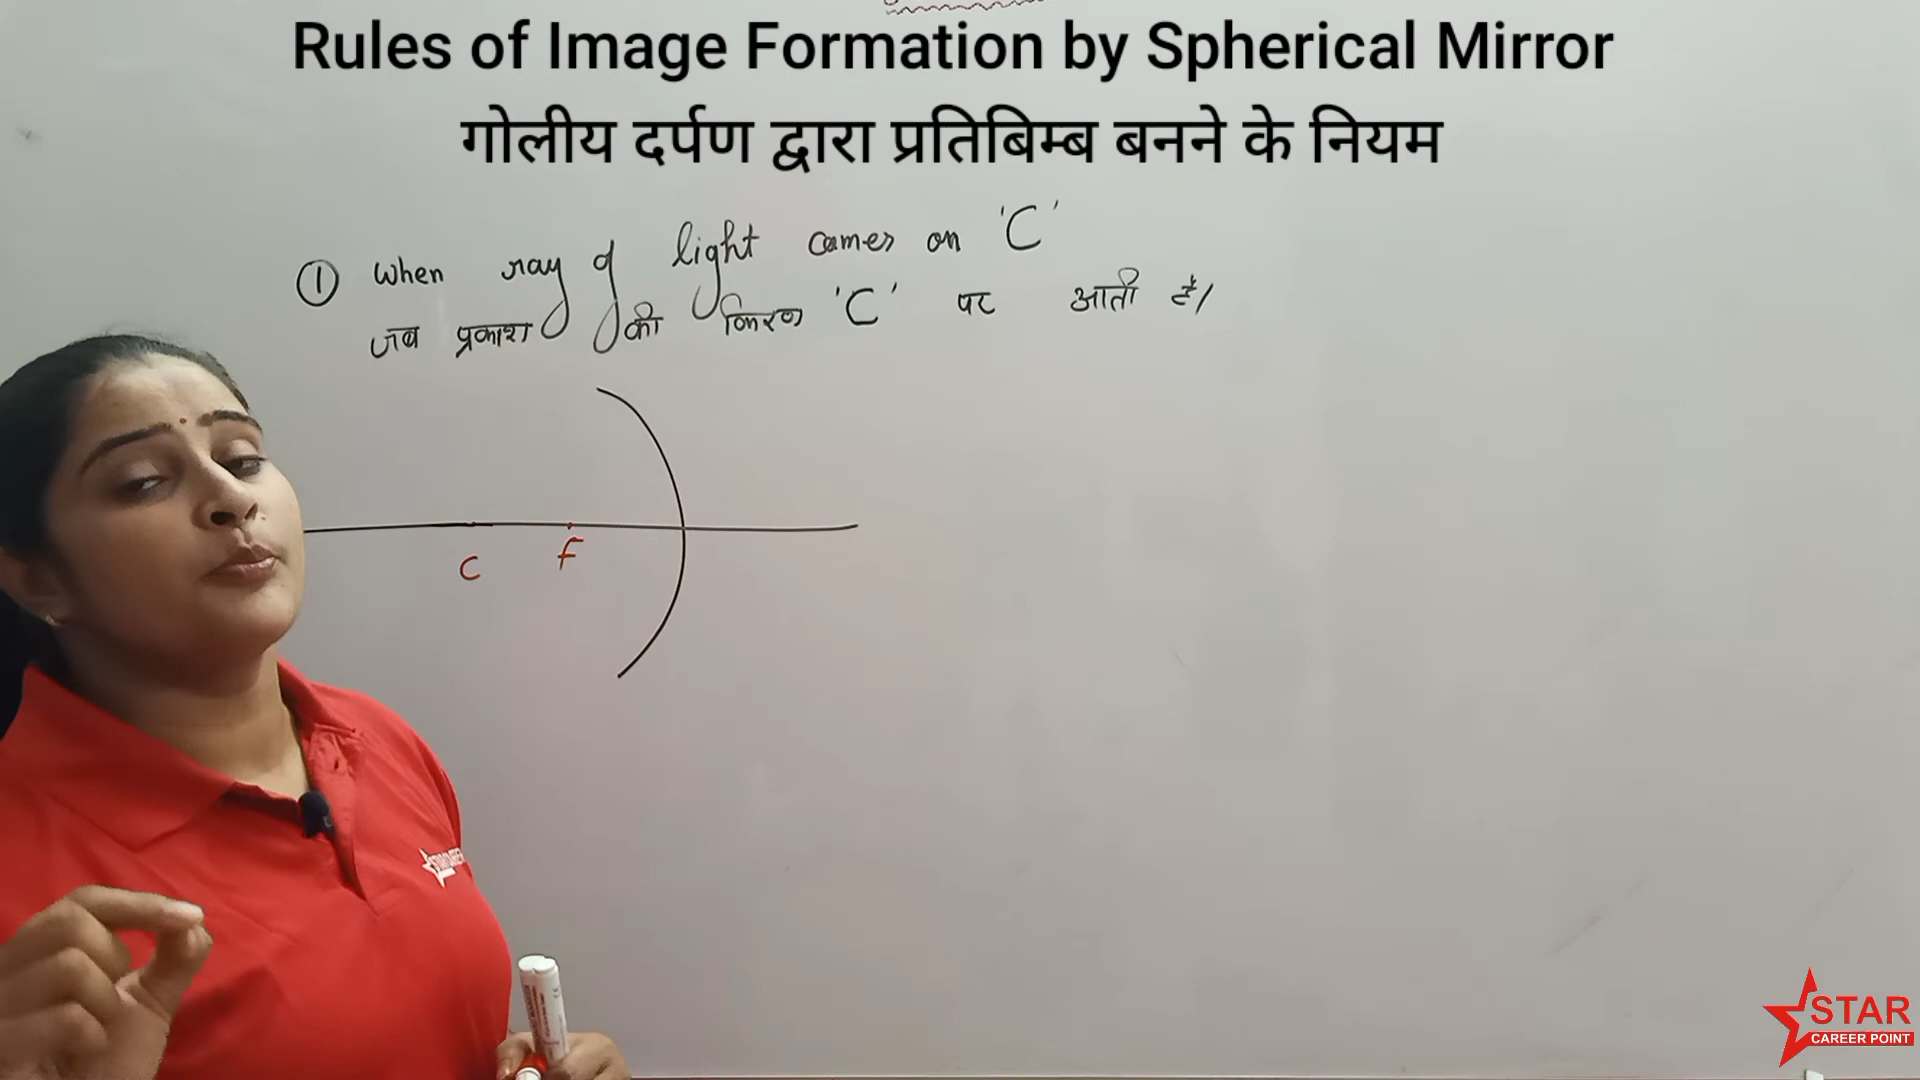 Rules of Image Formation by Spherical Mirror
गोलीय दर्पण द्वारा प्रतिबिम्ब बनने के नियम
① When ray of light comes on 'C'
जब प्रकाश की किरण 'C' पर आती है।
C F
STAR
CAREER POINT